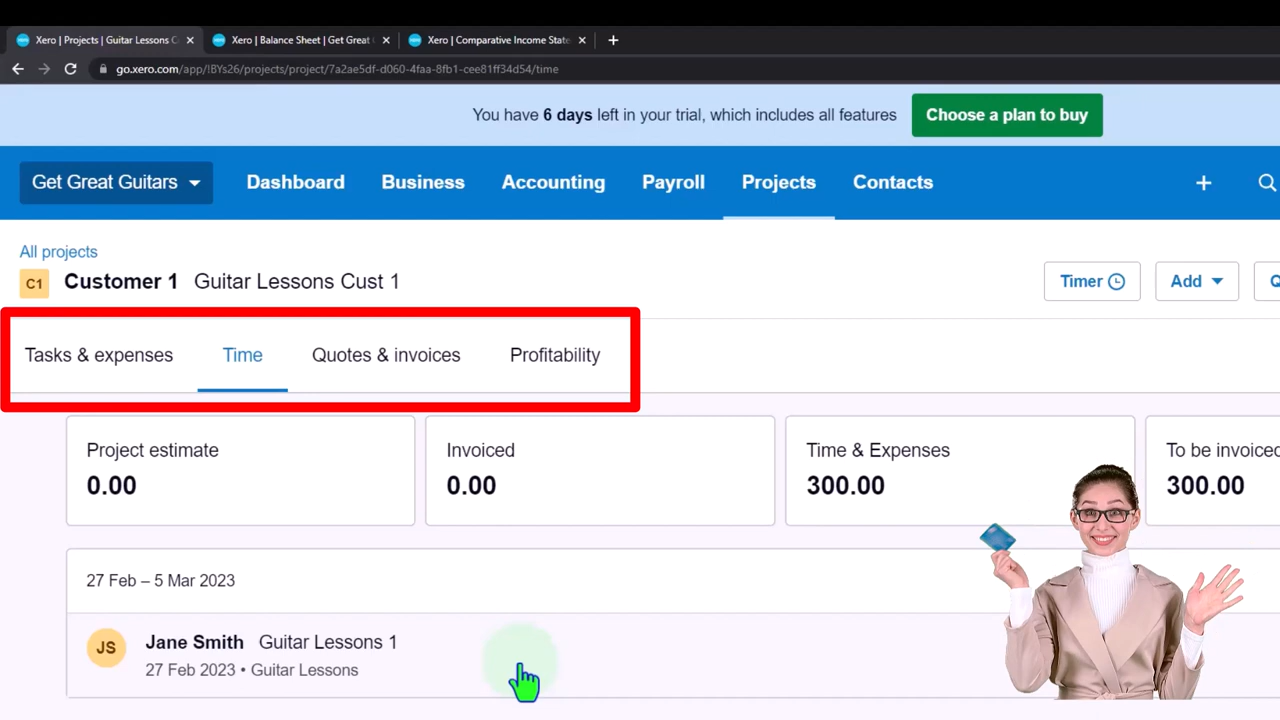 Xero | Projects | Guitar Lessons C
Xero | Balance Sheet | Get Great
Xero | Comparative Income State
go.xero.com/app/!BYs26/projects/project/7a2ae5df-d060-4faa-8fb1-cee81ff34d54/time
You have 6 days left in your trial, which includes all features
Choose a plan to buy
Get Great Guitars
Dashboard
Business
Accounting
Payroll
Projects
Contacts
All projects
C1
Customer 1 Guitar Lessons Cust 1
Timer
Add
Tasks & expenses
Time
Quotes & invoices
Profitability
Project estimate
0.00
Invoiced
0.00
Time & Expenses
300.00
To be invoiced
300.00
27 Feb – 5 Mar 2023
JS
Jane Smith Guitar Lessons 1
27 Feb 2023 • Guitar Lessons